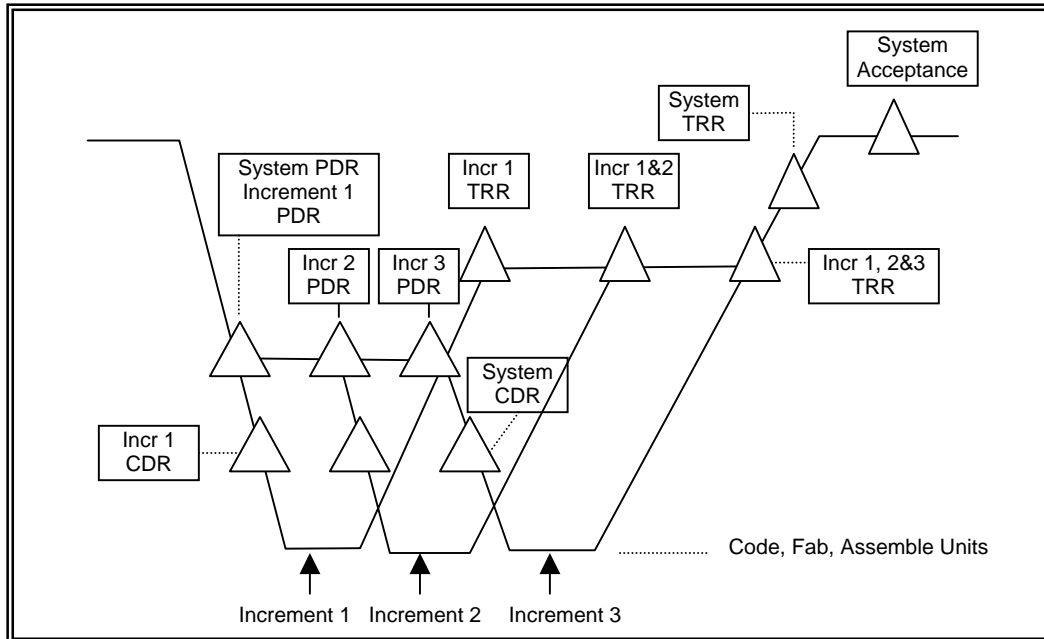 System
Acceptance
System
TRR
System PDR
Increment 1
PDR
Incr 1
TRR
Incr 1&2
TRR
Incr 2
PDR
Incr 3
PDR
Incr 1, 2&3
TRR
System
CDR
Incr 1
CDR
Code, Fab, Assemble Units
Increment 1
Increment 2
Increment 3